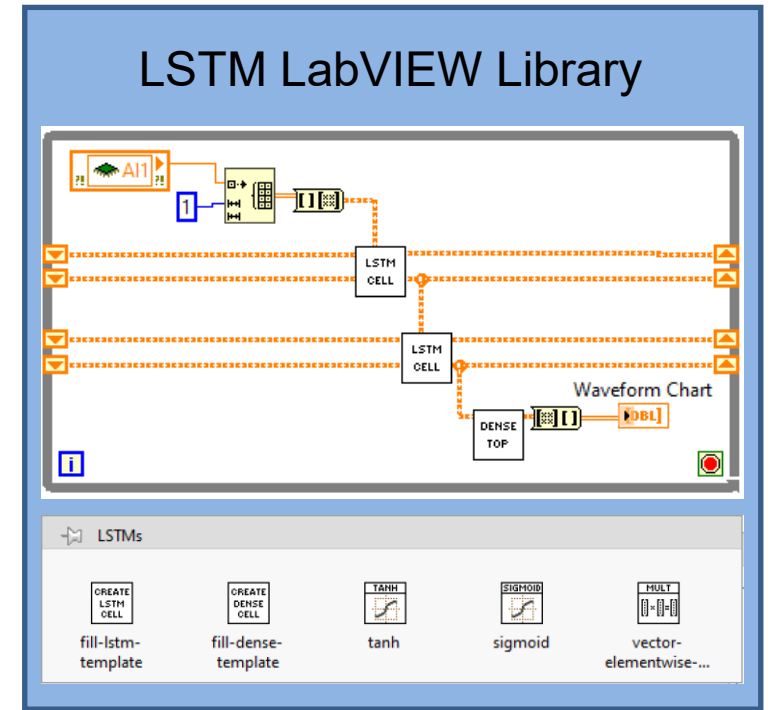 LSTM LabVIEW Library
?! AI1 ?!
1
LSTM
CELL
LSTM
CELL
Waveform Chart
DENSE
TOP
DBL]
i
LSTMs
CREATE
LSTM
CELL
CREATE
DENSE
CELL
TANH
SIGMOID
MULT
fill-lstm-
template
fill-dense-
template
tanh
sigmoid
vector-
elementwise-...